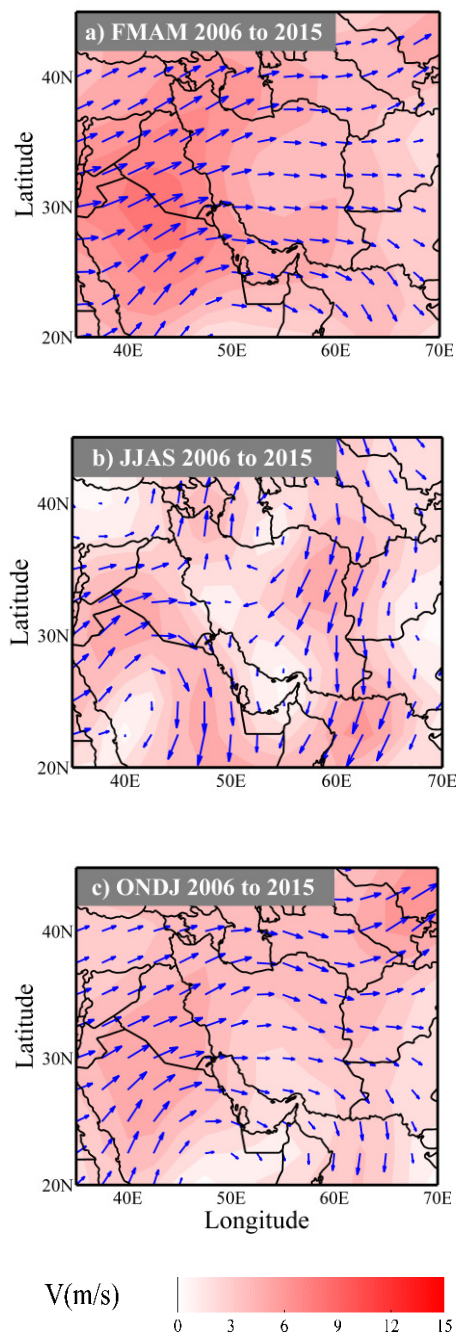 a) FMAM 2006 to 2015
40N
30N
20N
Latitude
40E 50E 60E 70E
b) JJAS 2006 to 2015
40N
30N
20N
Latitude
40E 50E 60E 70E
c) ONDJ 2006 to 2015
40N
30N
20N
Latitude
40E 50E 60E 70E
Longitude
V(m/s)
0 3 6 9 12 15